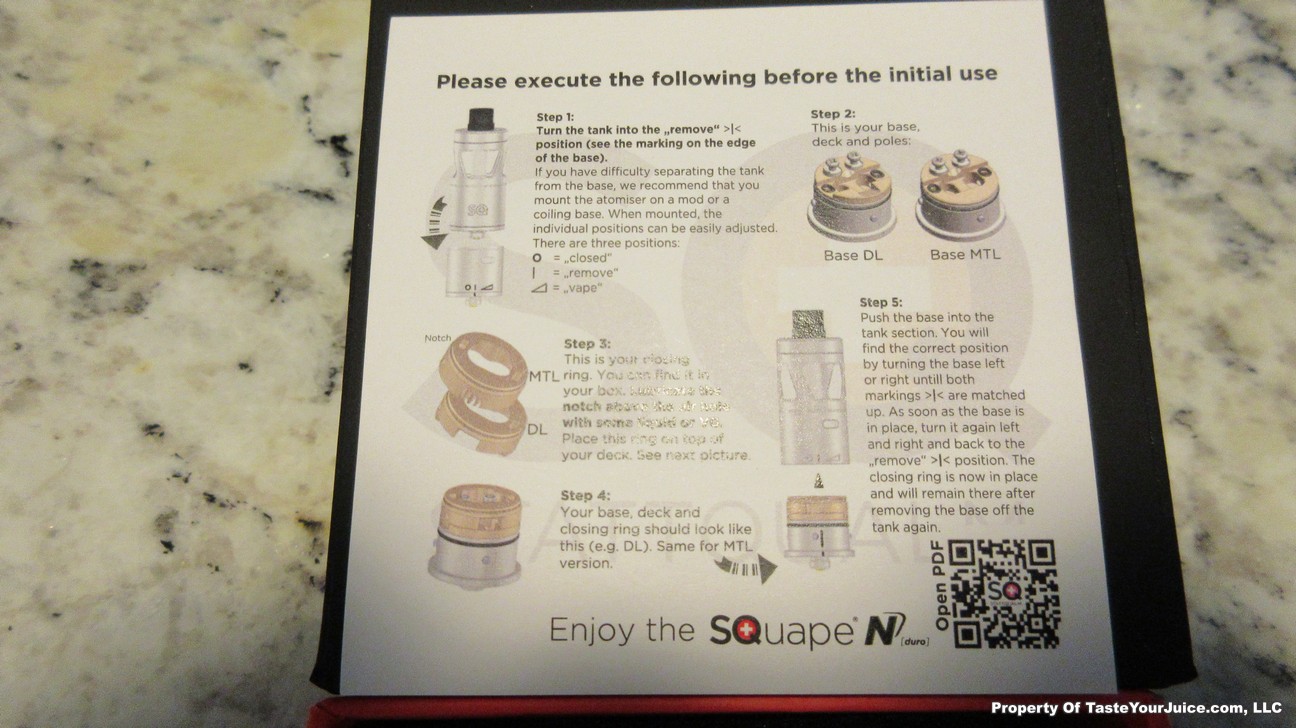 Please execute the following before the initial use
Step 1:
Turn the tank into the „remove“ >|<
position (see the marking on the edge
of the base).
If you have difficulty separating the tank
from the base, we recommend that you
mount the atomiser on a mod or a
coiling base. When mounted, the
individual positions can be easily adjusted.
There are three positions:
O = „closed“
| = „remove“
◿ = „vape“
Step 2:
This is your base,
deck and poles:
Base DL
Base MTL
Notch
MTL
DL
Step 3:
This is your closing
ring. You can find it in
your box.
notch above the
with some liquid or
Place this ring on top of
your deck. See next picture.
Step 4:
Your base, deck and
closing ring should look like
this (e.g. DL). Same for MTL
version.
Step 5:
Push the base into the
tank section. You will
find the correct position
by turning the base left
or right untill both
markings >|< are matched
up. As soon as the base is
in place, turn it again left
and right and back to the
„remove“ >|< position. The
closing ring is now in place
and will remain there after
removing the base off the
tank again.
Open PDF
SQ
Enjoy the SQuape® N[duro]
Property Of TasteYourJuice.com, LLC